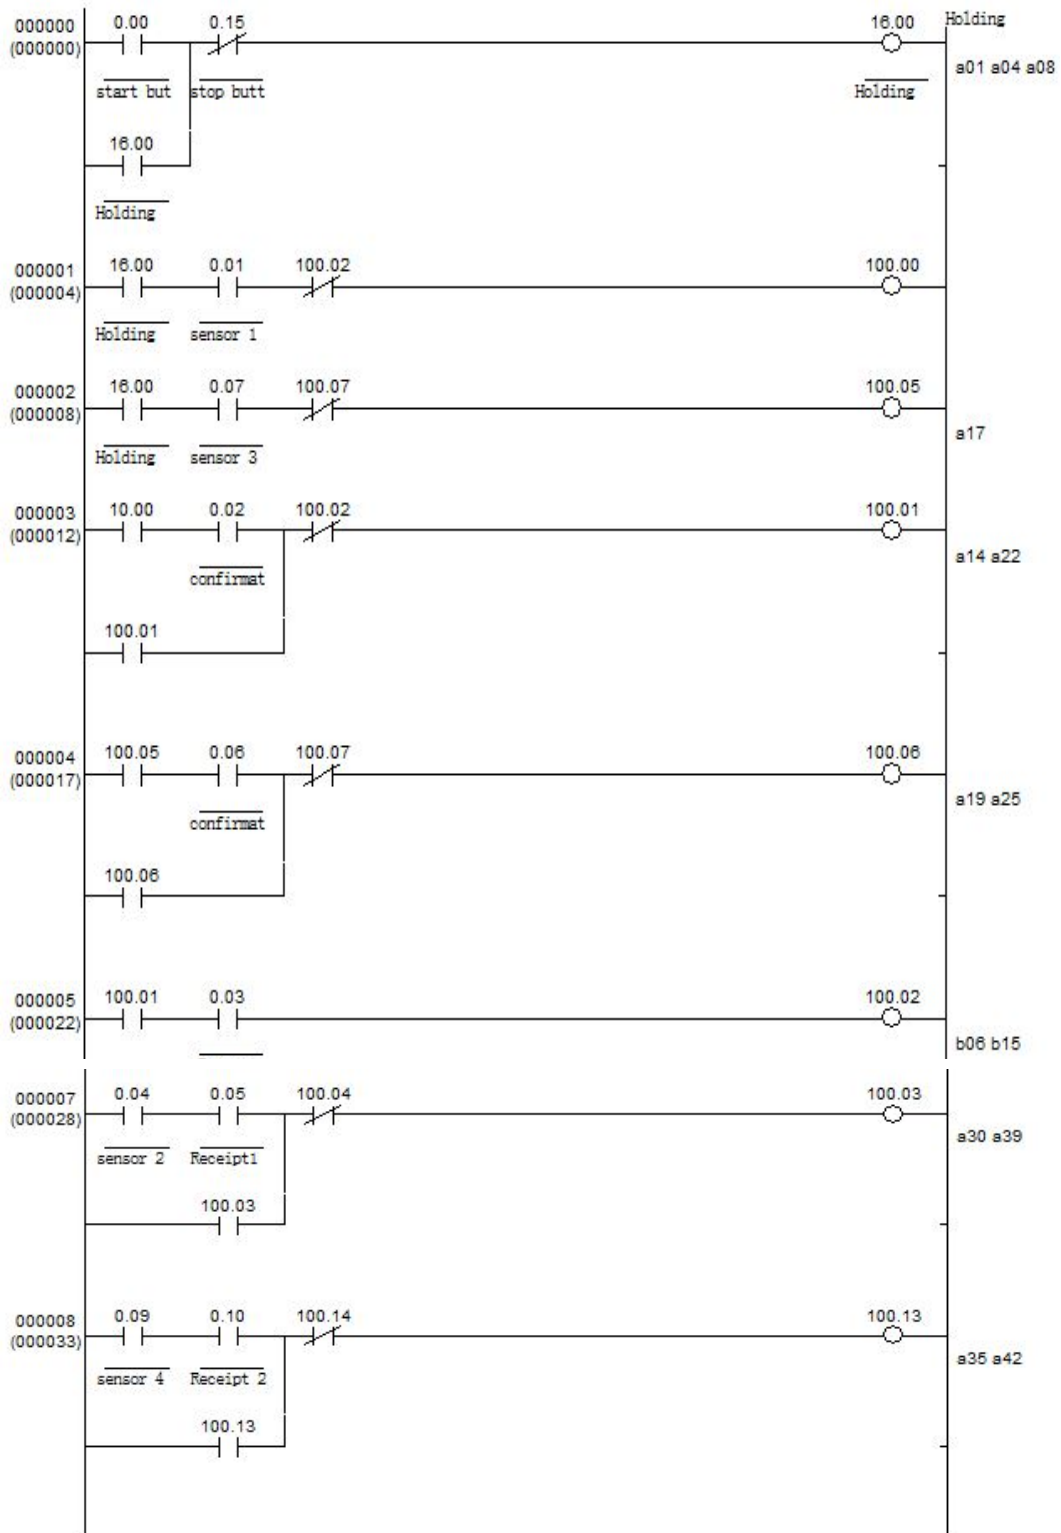 000000 0.00 0.15 16.00 Holding
(000000) a01 a04 a08
start but stop butt Holding
16.00
Holding
000001 16.00 0.01 100.02 100.00
(000004)
Holding sensor 1
000002 16.00 0.07 100.07 100.05
(000008)
a17
Holding sensor 3
000003 10.00 0.02 100.02 100.01
(000012)
a14 a22
confirmat
100.01
000004 100.05 0.06 100.07 100.06
(000017)
a19 a25
confirmat
100.06
000005 100.01 0.03 100.02
(000022)
b06 b15
000007 0.04 0.05 100.04 100.03
(000028)
a30 a39
sensor 2 Receipt1
100.03
000008 0.09 0.10 100.14 100.13
(000033)
a35 a42
sensor 4 Receipt 2
100.13